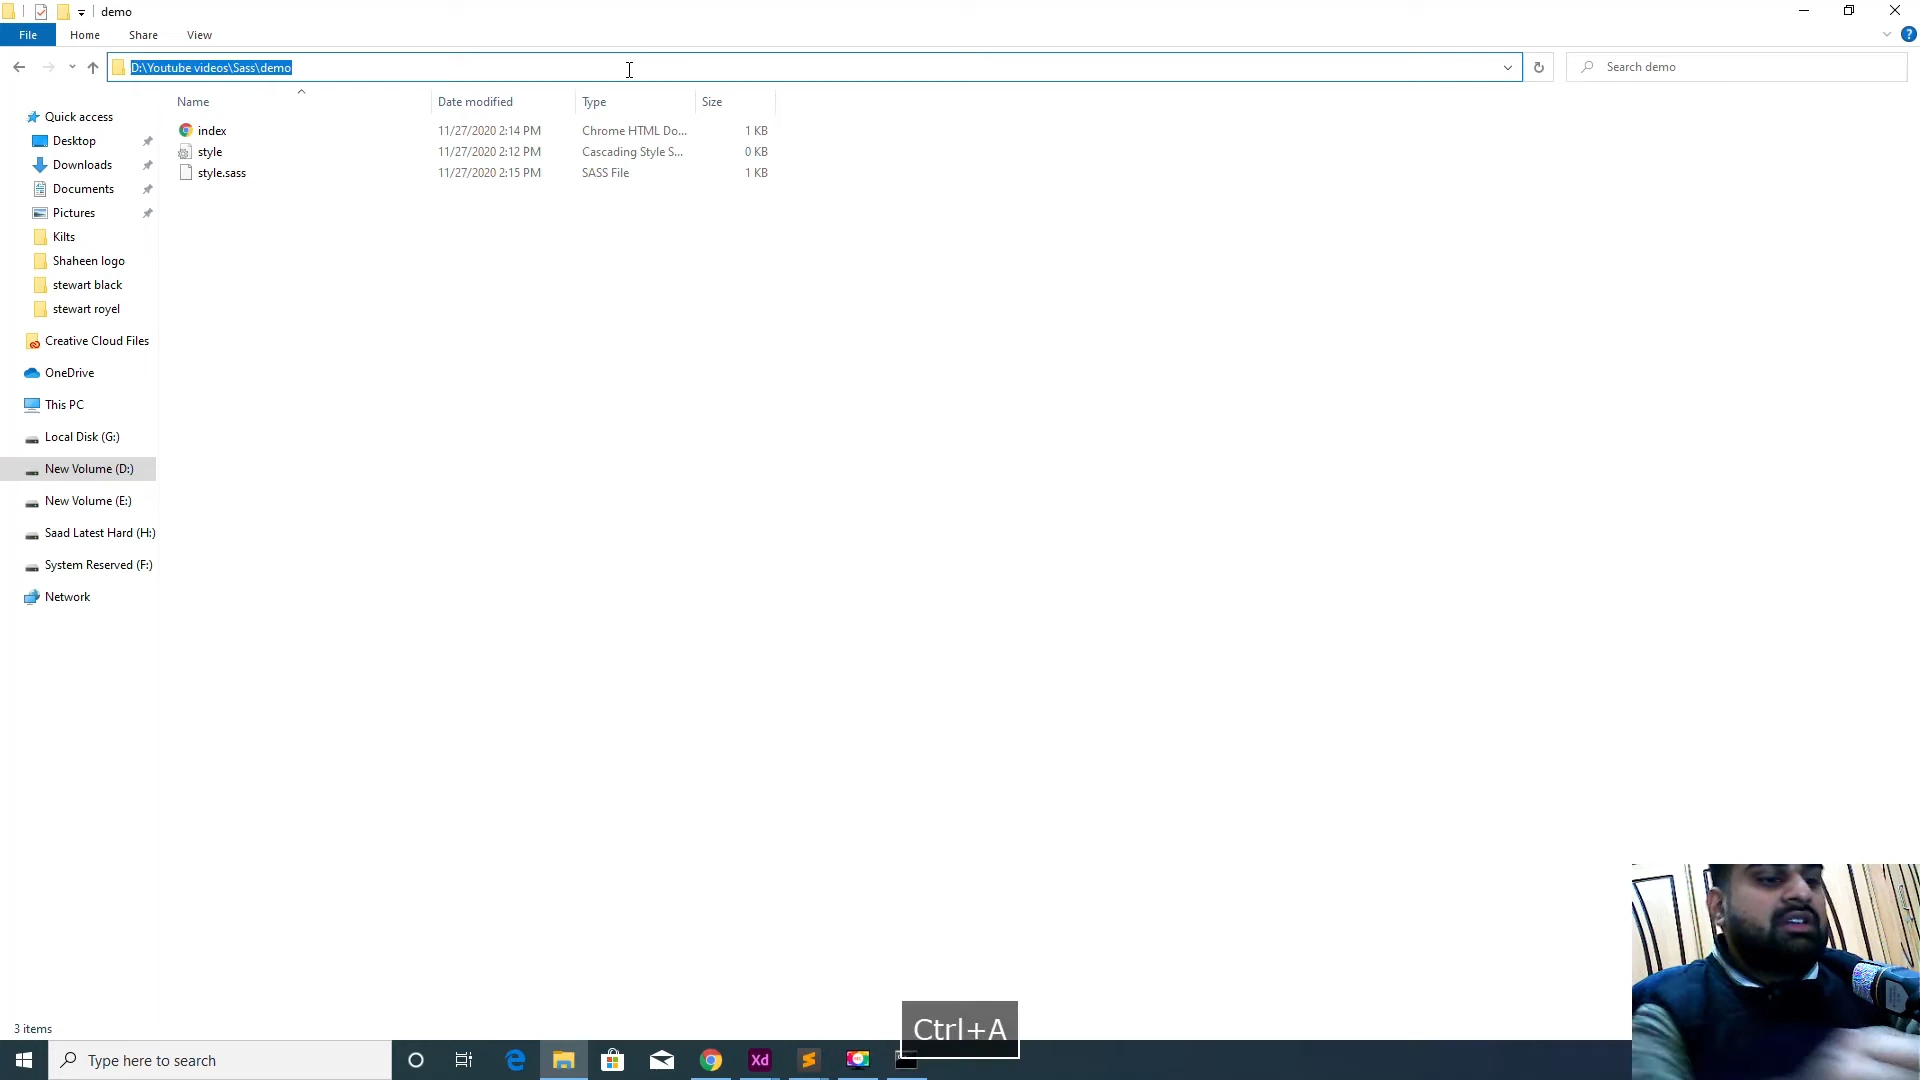 demo
File
Home
Share
View
D:\Youtube videos\Sass\demo
Search demo
Name
Date modified
Type
Size
index
11/27/2020 2:14 PM
Chrome HTML Do...
1 KB
style
11/27/2020 2:12 PM
Cascading Style S...
0 KB
style.sass
11/27/2020 2:15 PM
SASS File
1 KB
Quick access
Desktop
Downloads
Documents
Pictures
Kilts
Shaheen logo
stewart black
stewart royel
Creative Cloud Files
OneDrive
This PC
Local Disk (G:)
New Volume (D:)
New Volume (E:)
Saad Latest Hard (H:)
System Reserved (F:)
Network
3 items
Ctrl+A
Type here to search
Xd